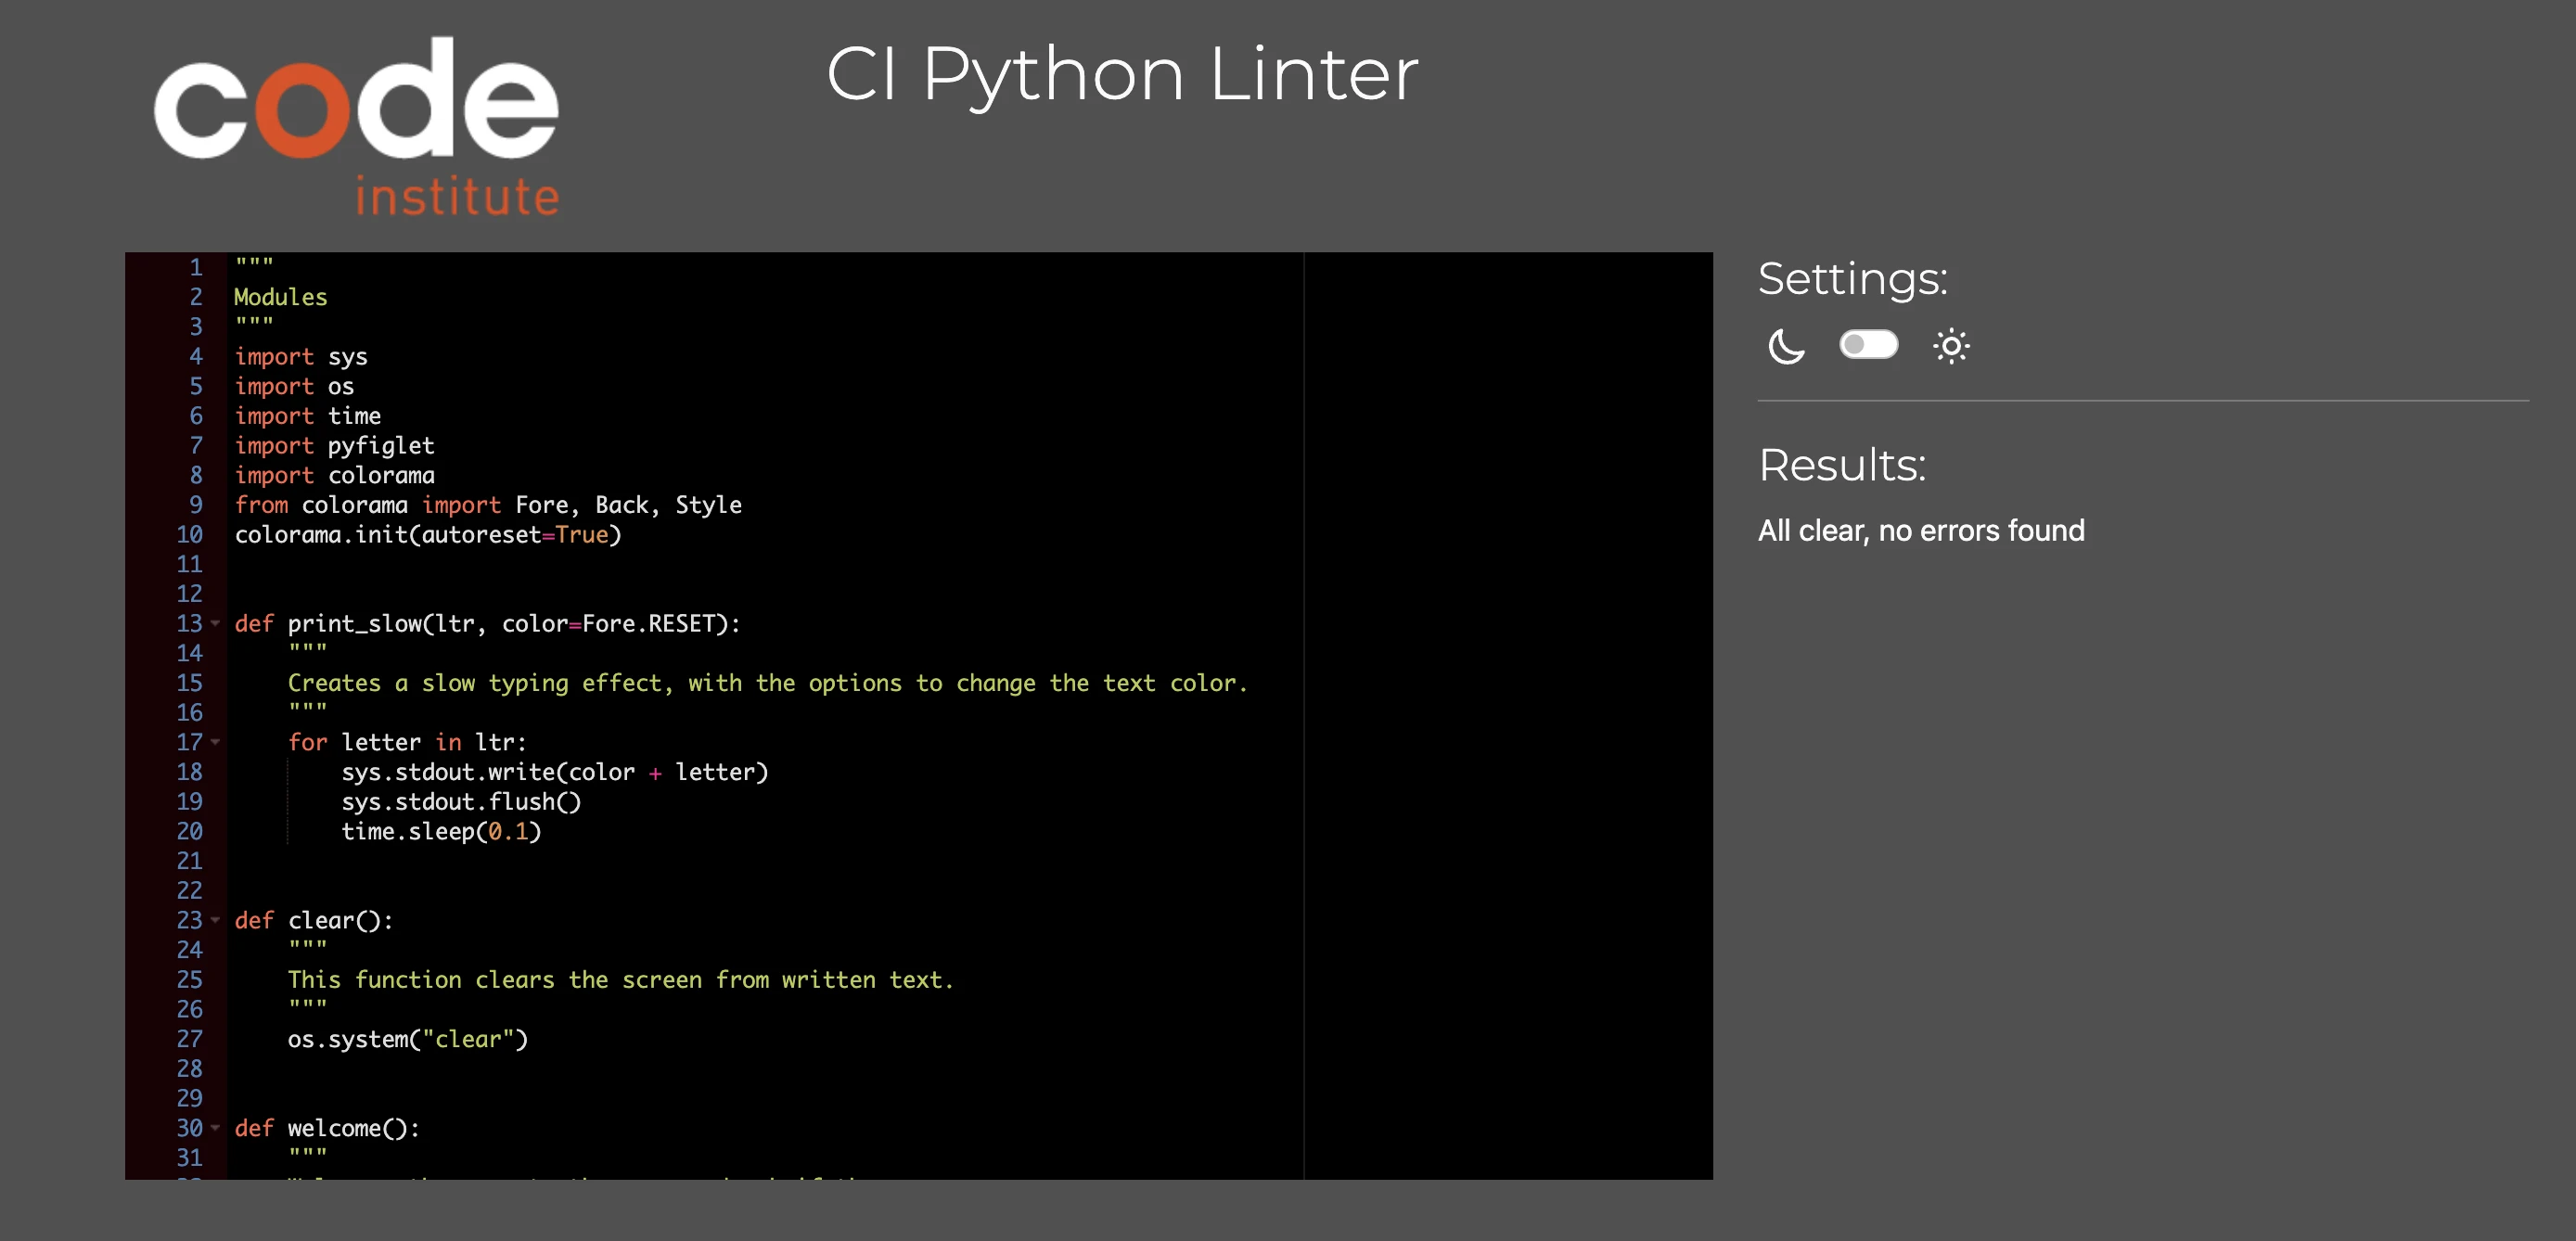 code
institute
CI Python Linter
1 """
2 Modules
3 """
4 import sys
5 import os
6 import time
7 import pyfiglet
8 import colorama
9 from colorama import Fore, Back, Style
10 colorama.init(autoreset=True)
11
12
13 def print_slow(ltr, color=Fore.RESET):
14 """
15 Creates a slow typing effect, with the options to change the text color.
16 """
17 for letter in ltr:
18 sys.stdout.write(color + letter)
19 sys.stdout.flush()
20 time.sleep(0.1)
21
22
23 def clear():
24 """
25 This function clears the screen from written text.
26 """
27 os.system("clear")
28
29
30 def welcome():
31 """
Settings:
Results:
All clear, no errors found